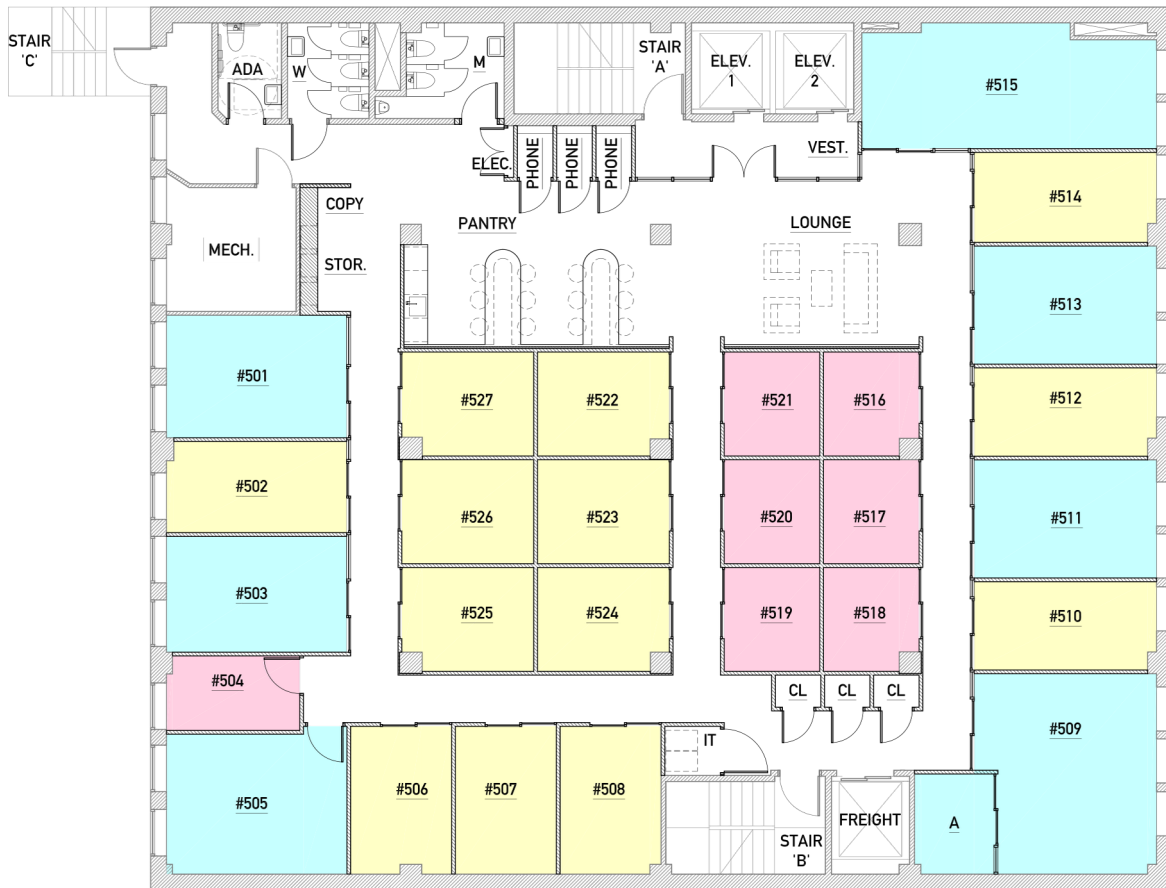 STAIR
'C'
ADA
W
M
STAIR
'A'
ELEV.
1
ELEV.
2
#515
ELEC.
PHONE
PHONE
PHONE
VEST.
COPY
PANTRY
LOUNGE
#514
MECH.
STOR.
#513
#501
#527
#522
#521
#516
#512
#502
#526
#523
#520
#517
#511
#503
#525
#524
#519
#518
#510
#504
CL
CL
CL
#509
IT
#505
#506
#507
#508
STAIR
'B'
FREIGHT
A